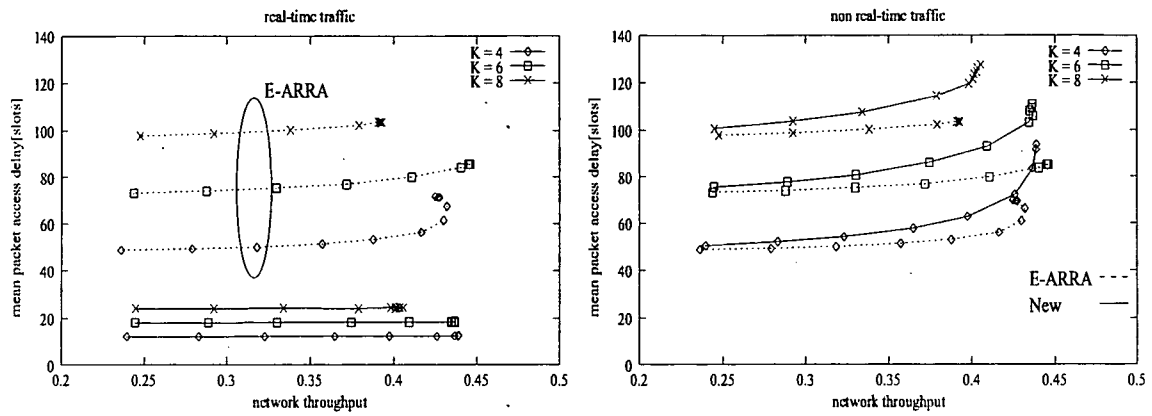 real-time traffic
140
120
100
80
60
40
20
0
mean packet access delay[slots]
K = 4
K = 6
K = 8
E-ARRA
0.2
0.25
0.3
0.35
0.4
0.45
0.5
network throughput
non real-time traffic
140
120
100
80
60
40
20
0
mean packet access delay[slots]
K = 4
K = 6
K = 8
E-ARRA
New
0.2
0.25
0.3
0.35
0.4
0.45
0.5
network throughput